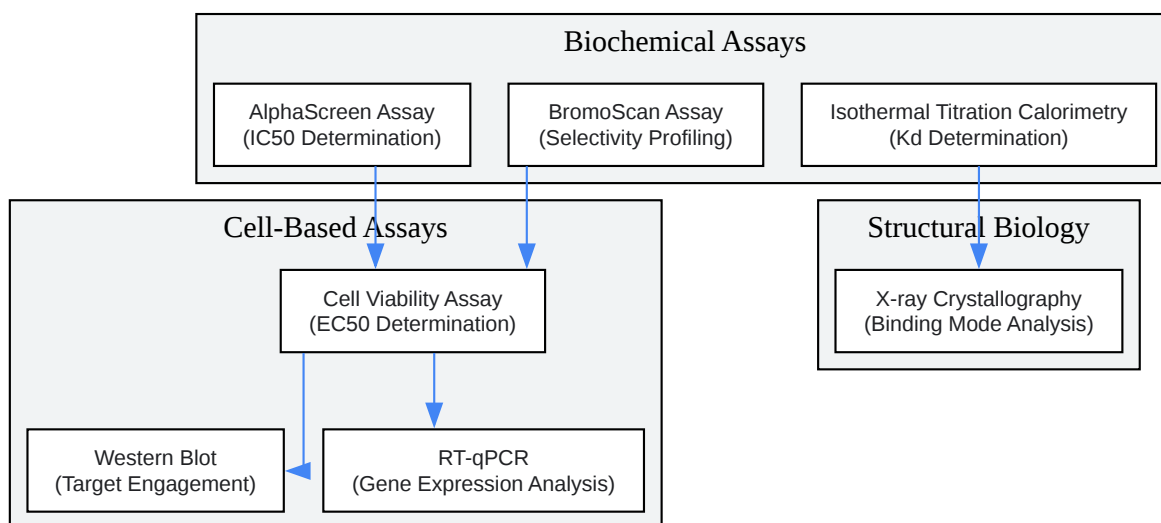 Biochemical Assays
AlphaScreen Assay
(IC50 Determination)
BromoScan Assay
(Selectivity Profiling)
Isothermal Titration Calorimetry
(Kd Determination)
Cell-Based Assays
Structural Biology
Cell Viability Assay
(EC50 Determination)
X-ray Crystallography
(Binding Mode Analysis)
Western Blot
(Target Engagement)
RT-qPCR
(Gene Expression Analysis)